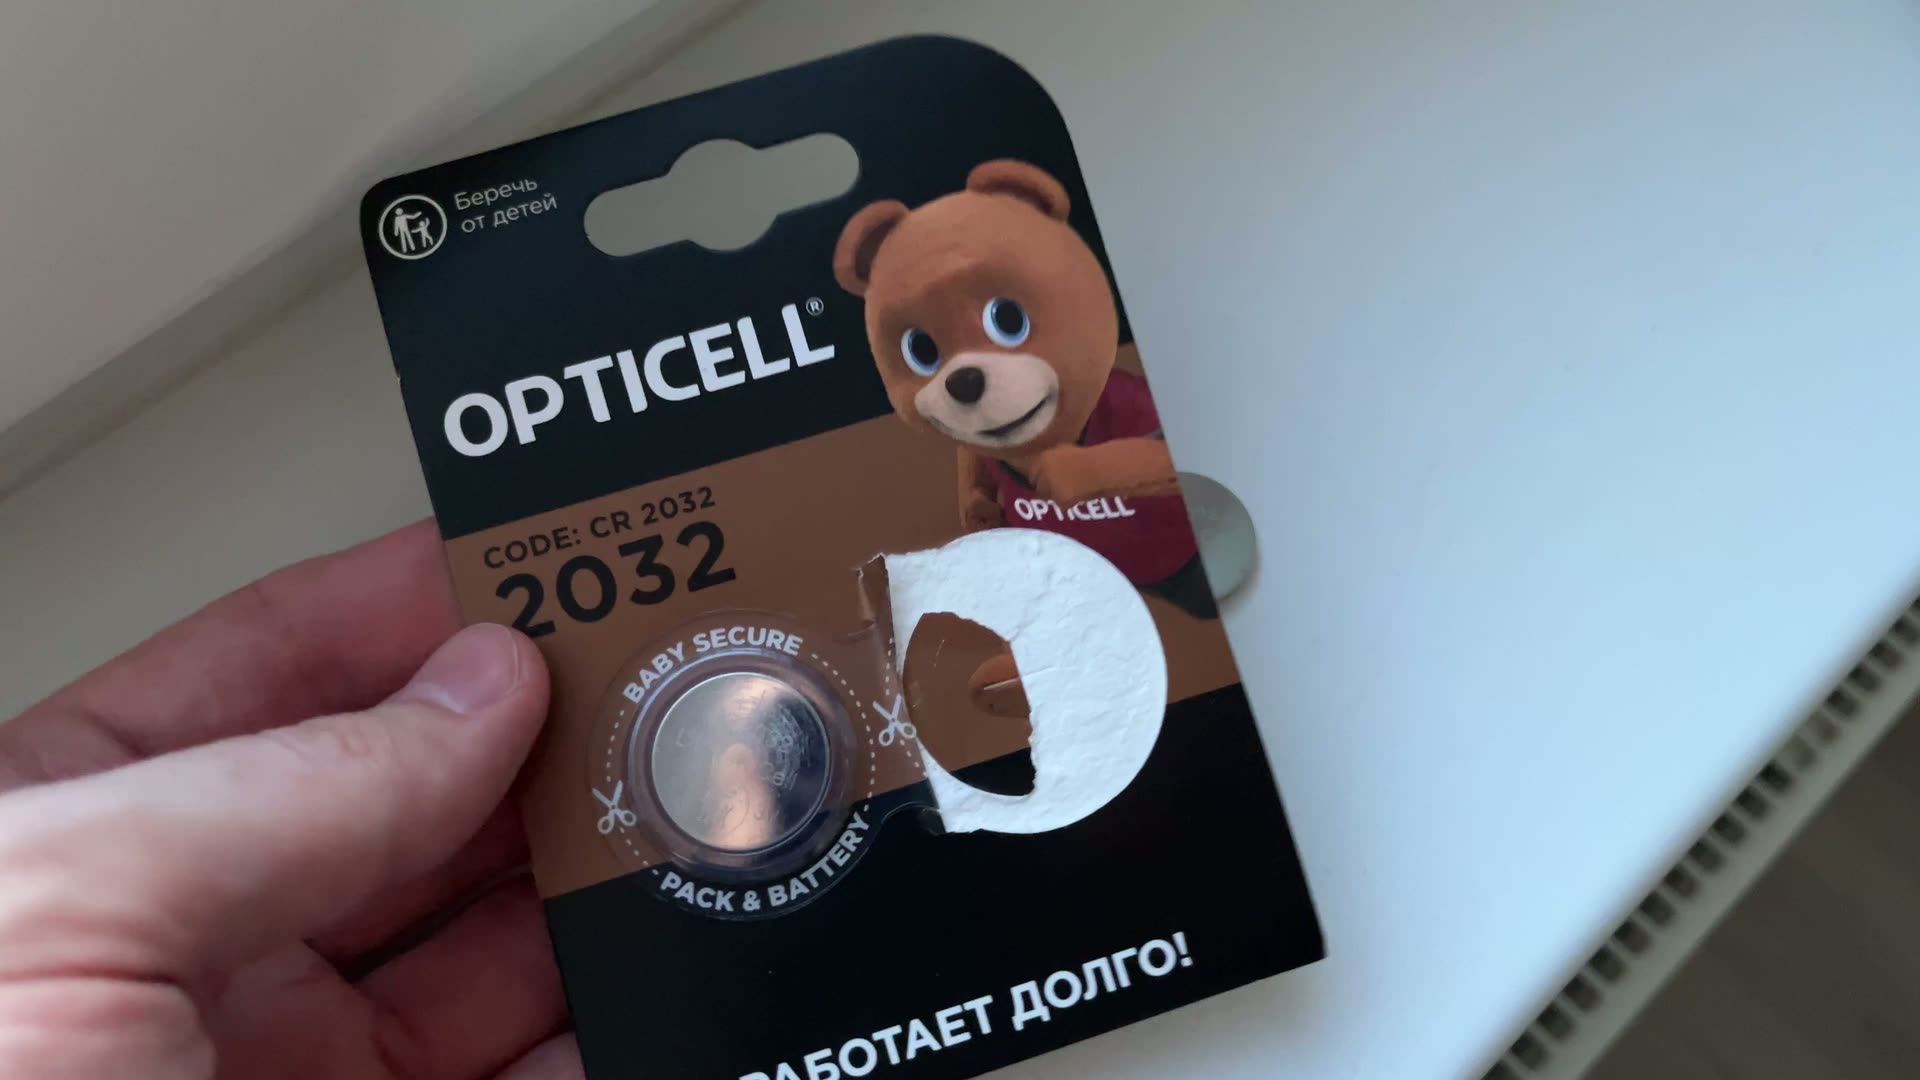 Беречь
от детей
OPTICELL®
CODE: CR 2032
2032
OPTICELL
BABY SECURE
PACK & BATTERY
РАБОТАЕТ ДОЛГО!